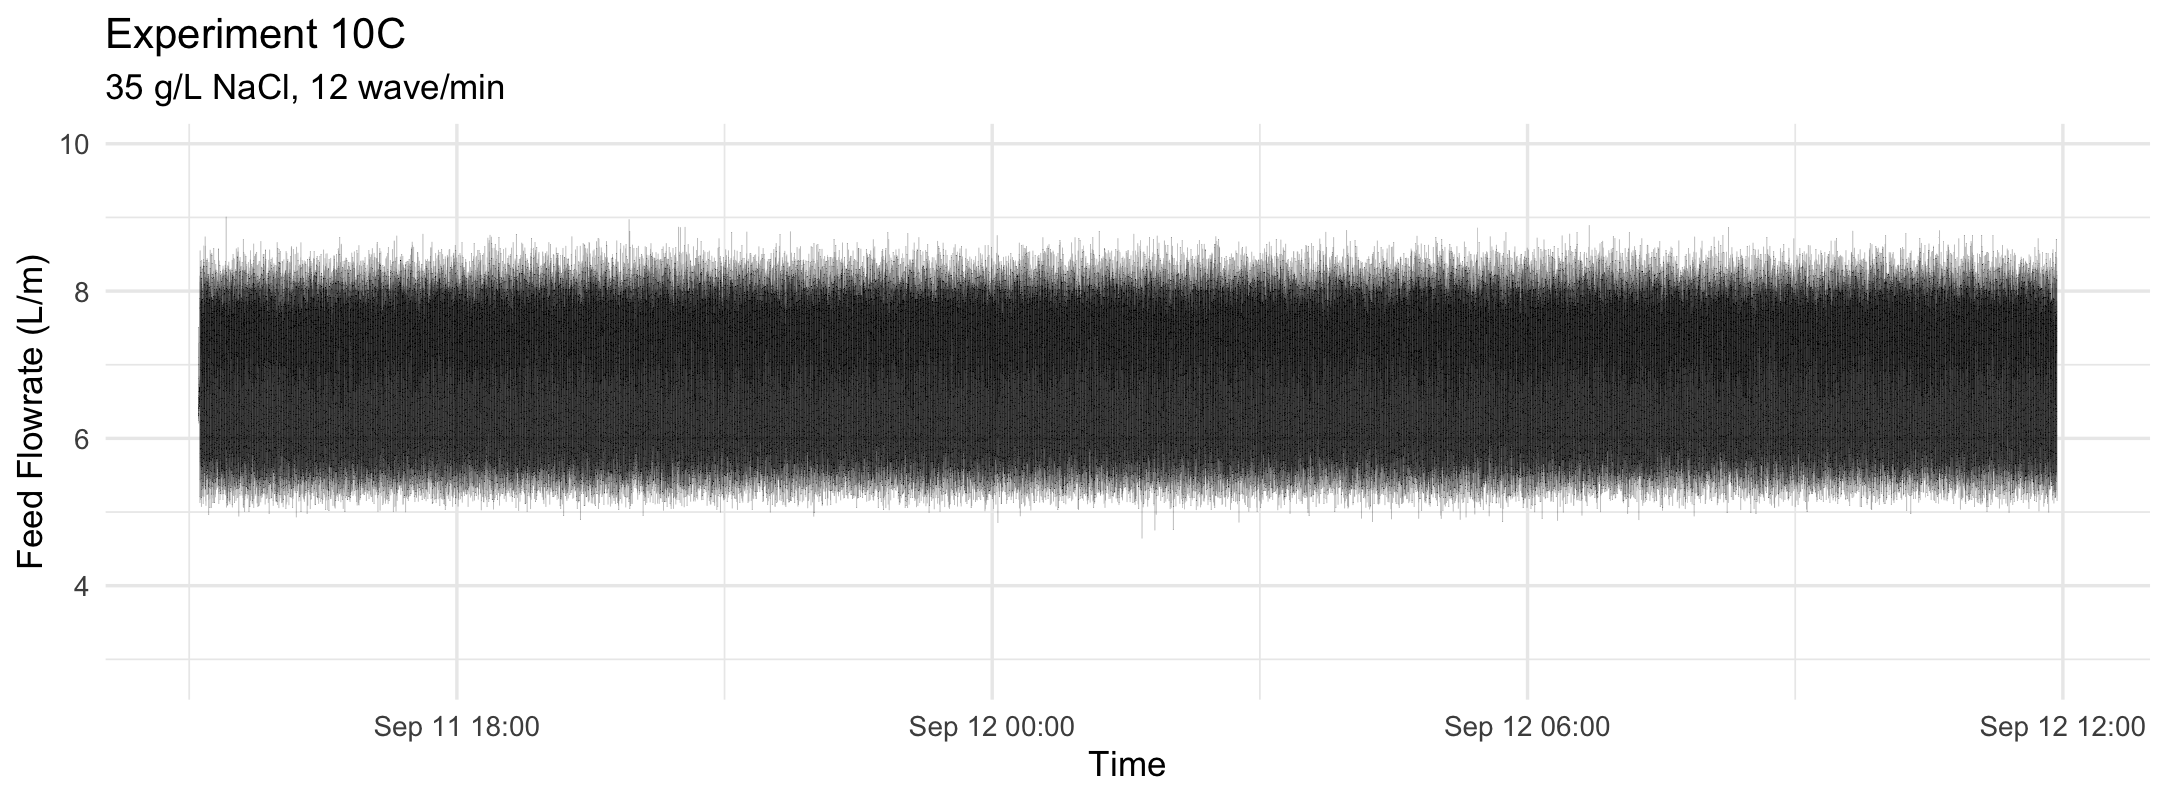 Experiment 10C
35 g/L NaCl, 12 wave/min
Feed Flowrate (L/m)
10
8
6
4
Sep 11 18:00
Sep 12 00:00
Sep 12 06:00
Sep 12 12:00
Time